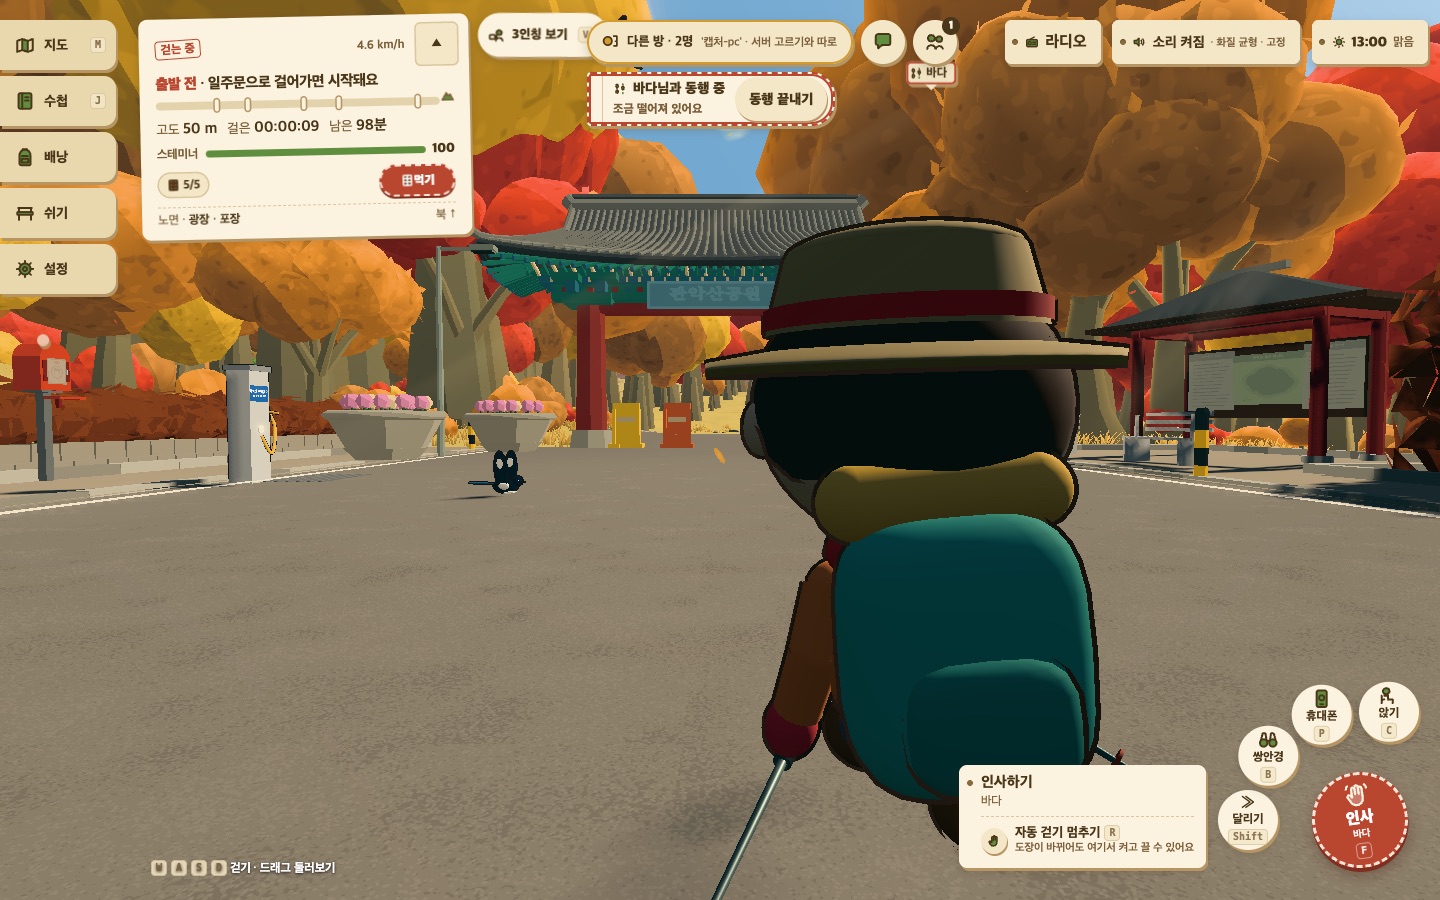 지도 M
수첩 J
배낭
쉬기
설정
걷는 중
4.6 km/h
출발 전 · 일주문으로 걸어가면 시작돼요
고도 50 m 걸은 00:00:09 남은 98분
스테미너 100
5/5
먹기
노면 · 광장 · 포장
북 ↑
3인칭 보기
다른 방 · 2명 '캡처-pc' · 서버 고르기와 따로
1
바다
바다님과 동행 중
조금 떨어져 있어요
동행 끝내기
라디오
소리 켜짐 · 화질 균형 · 고정
13:00 맑음
관악산공원
휴대폰
P
앉기
C
쌍안경
B
달리기
Shift
인사
바다
F
인사하기
바다
자동 걷기 멈추기 R
도장이 바뀌어도 여기서 켜고 끌 수 있어요
W A S D 걷기 · 드래그 둘러보기